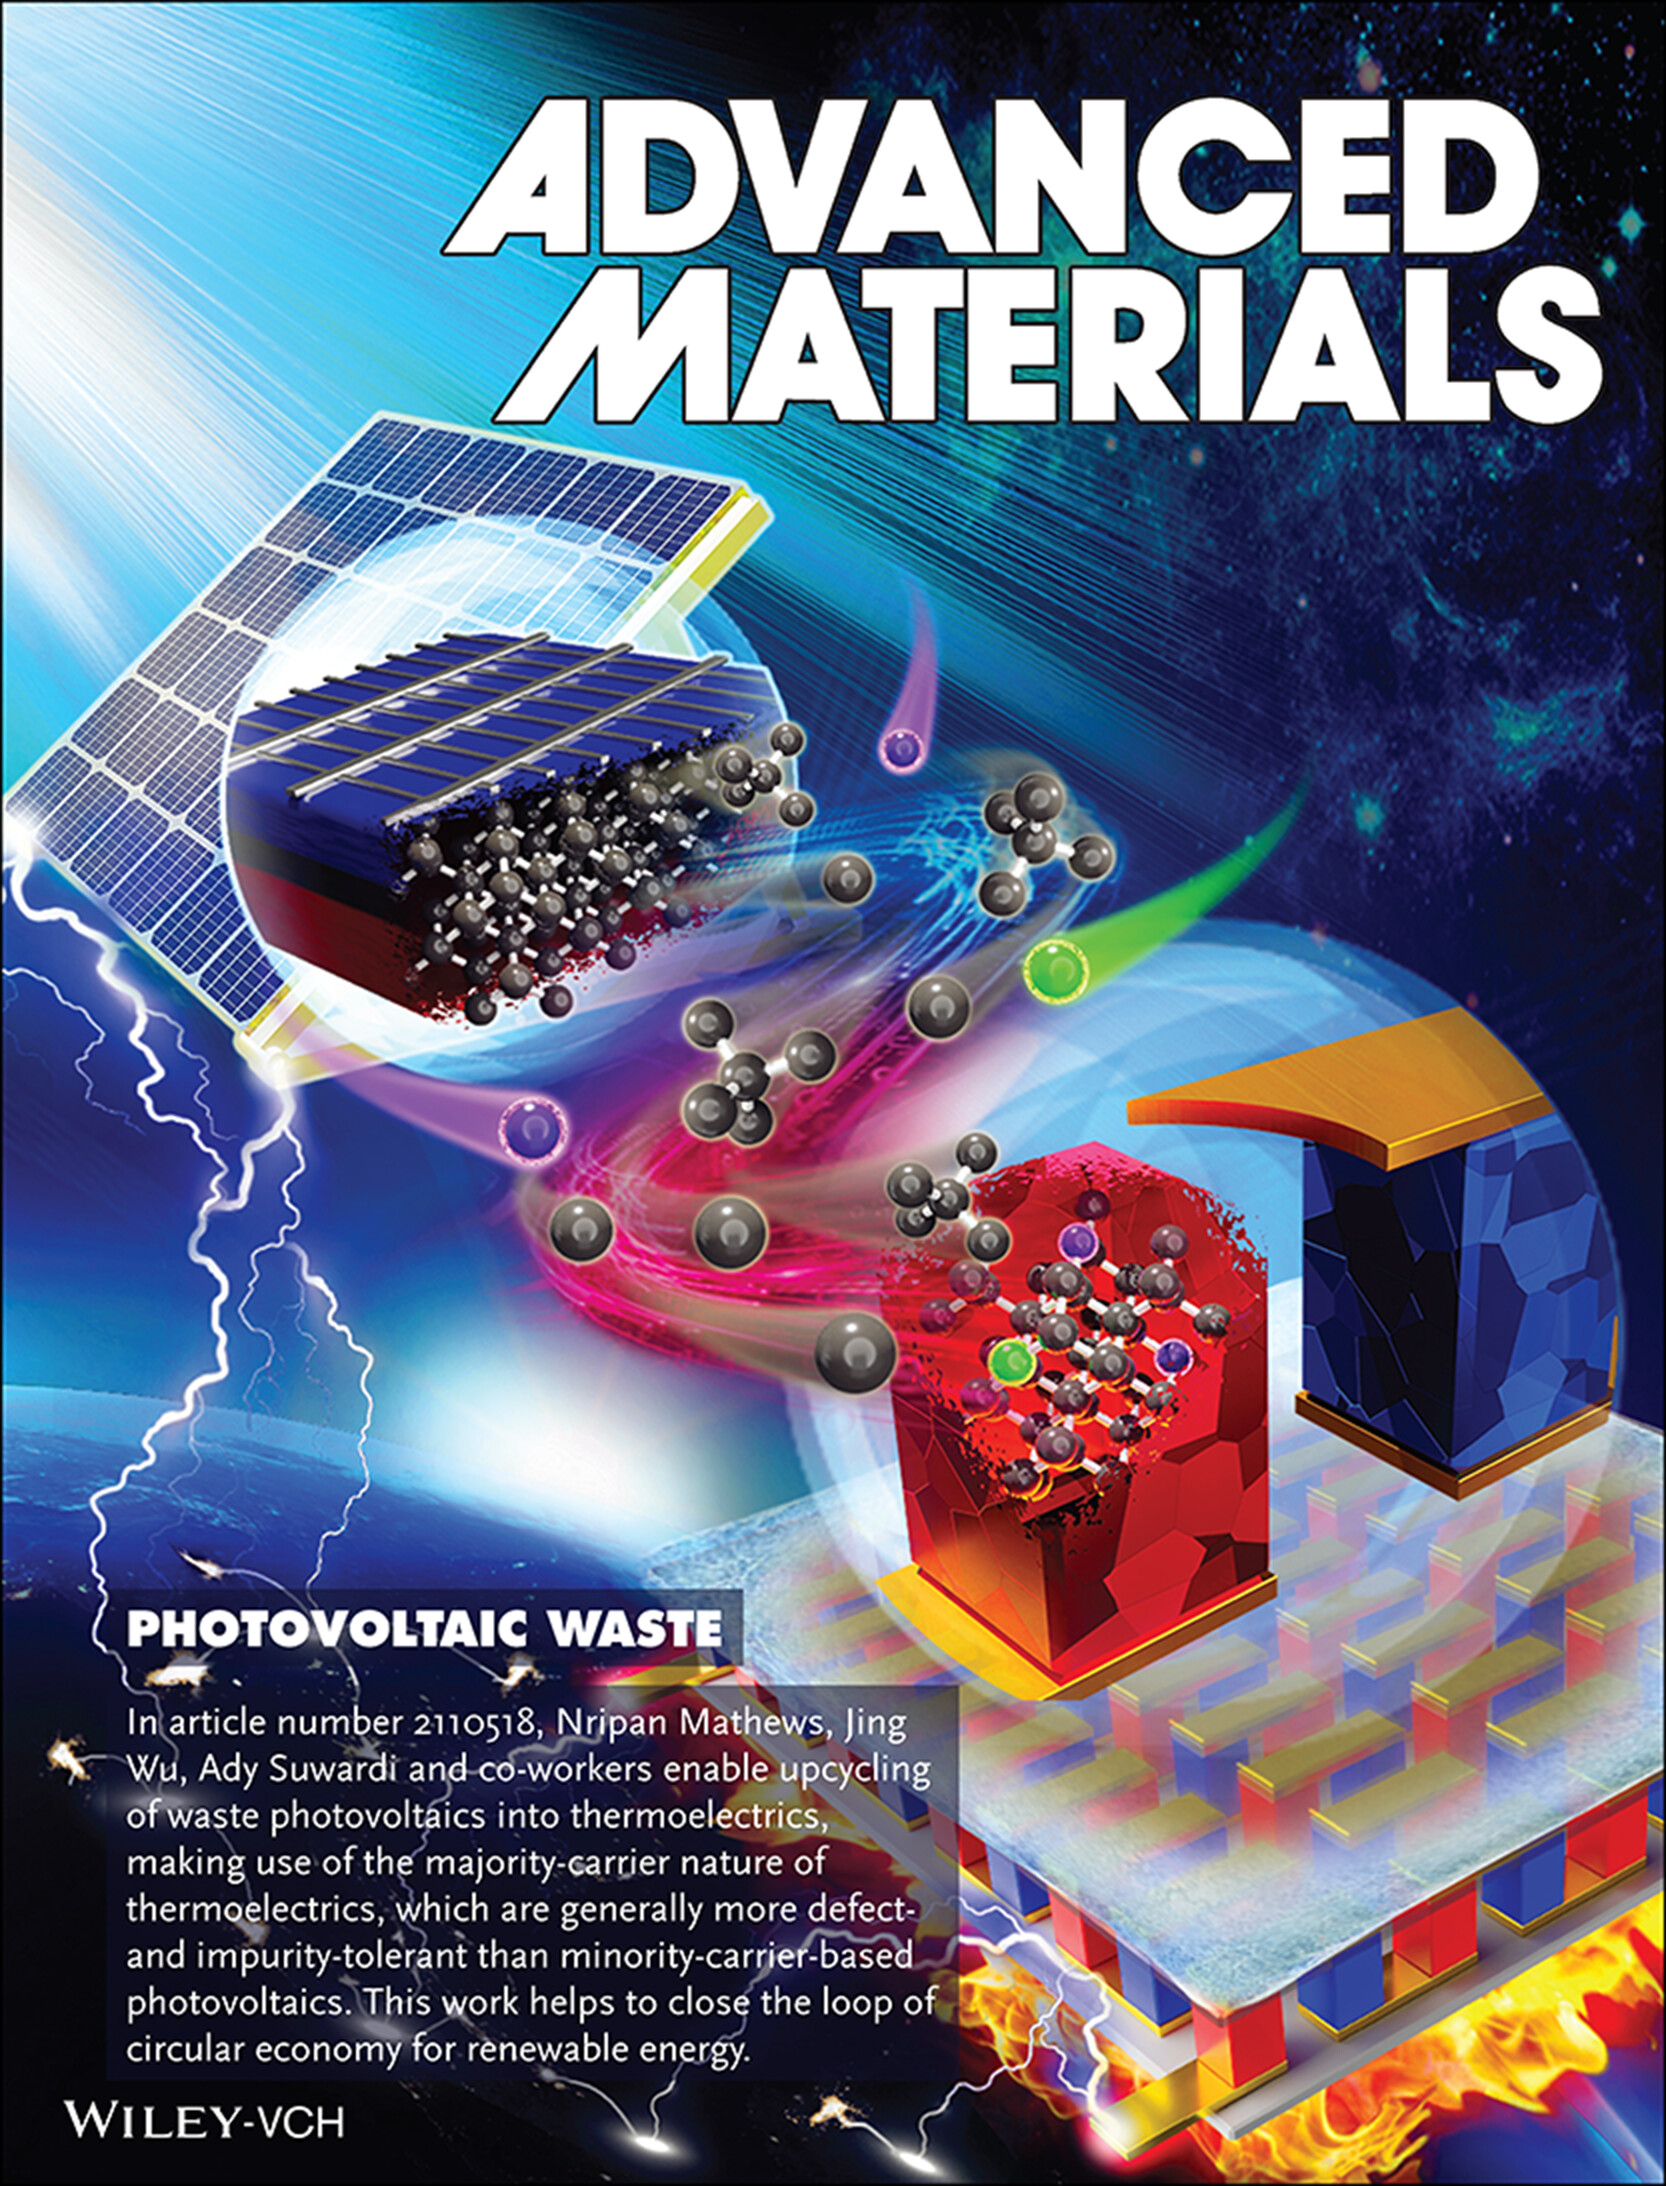 ADVANCED
MATERIALS
PHOTOVOLTAIC WASTE
In article number 2110518, Nripan Mathews, Jing
Wu, Ady Suwardi and co-workers enable upcycling
of waste photovoltaics into thermoelectrics,
making use of the majority-carrier nature of
thermoelectrics, which are generally more defect-
and impurity-tolerant than minority-carrier-based
photovoltaics. This work helps to close the loop of
circular economy for renewable energy.
WILEY-VCH